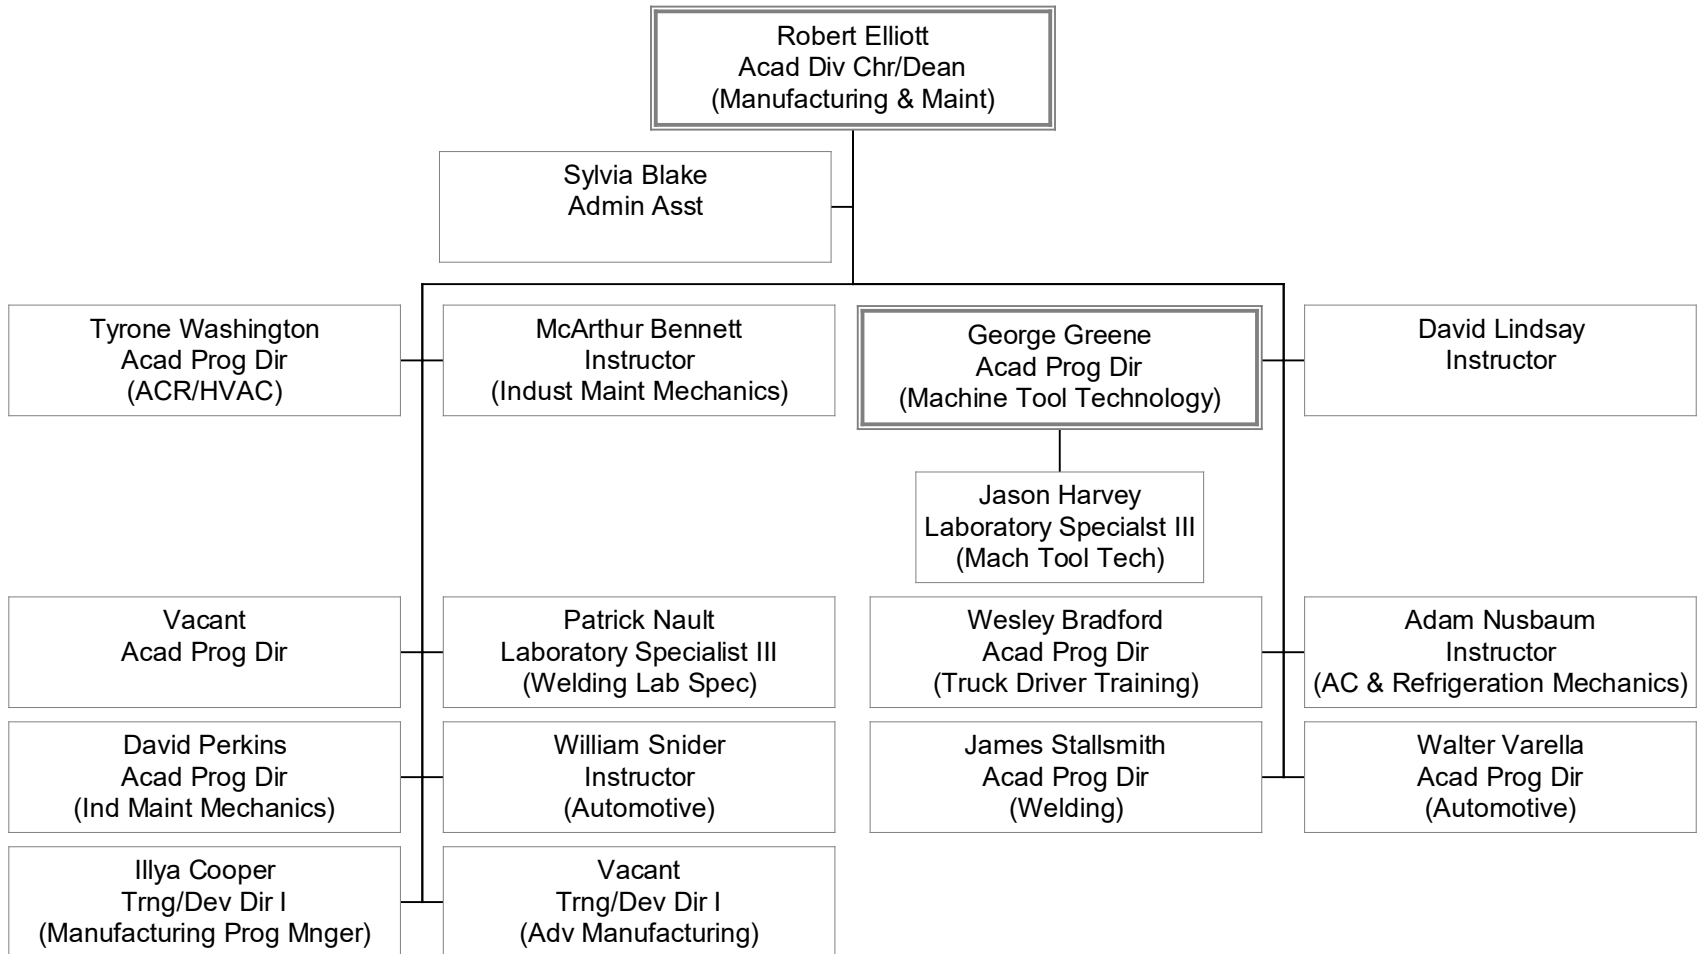 Robert Elliott
Acad Div Chr/Dean
(Manufacturing & Maint)
Sylvia Blake
Admin Asst
Tyrone Washington
Acad Prog Dir
(ACR/HVAC)
McArthur Bennett
Instructor
(Indust Maint Mechanics)
George Greene
Acad Prog Dir
(Machine Tool Technology)
David Lindsay
Instructor
Jason Harvey
Laboratory Specialst III
(Mach Tool Tech)
Vacant
Acad Prog Dir
Patrick Nault
Laboratory Specialist III
(Welding Lab Spec)
Wesley Bradford
Acad Prog Dir
(Truck Driver Training)
Adam Nusbaum
Instructor
(AC & Refrigeration Mechanics)
David Perkins
Acad Prog Dir
(Ind Maint Mechanics)
William Snider
Instructor
(Automotive)
James Stallsmith
Acad Prog Dir
(Welding)
Walter Varella
Acad Prog Dir
(Automotive)
Illya Cooper
Trng/Dev Dir I
(Manufacturing Prog Mnger)
Vacant
Trng/Dev Dir I
(Adv Manufacturing)